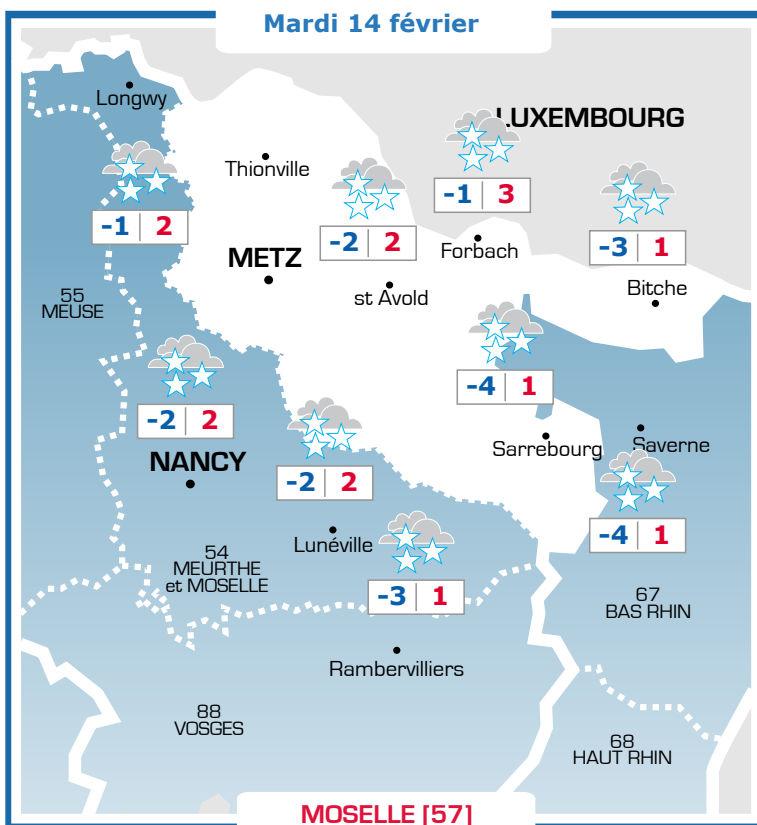 Mardi 14 février
Longwy
LUXEMBOURG
Thionville
-1 3
-1 2
-2 2
Forbach
-3 1
METZ
st Avold
Bitche
55
MEUSE
-4 1
-2 2
Sarrebourg
Saverne
NANCY
-2 2
-4 1
Lunéville
54
MEURTHE
et MOSELLE
-3 1
67
BAS RHIN
Rambervilliers
88
VOSGES
68
HAUT RHIN
MOSELLE [57]